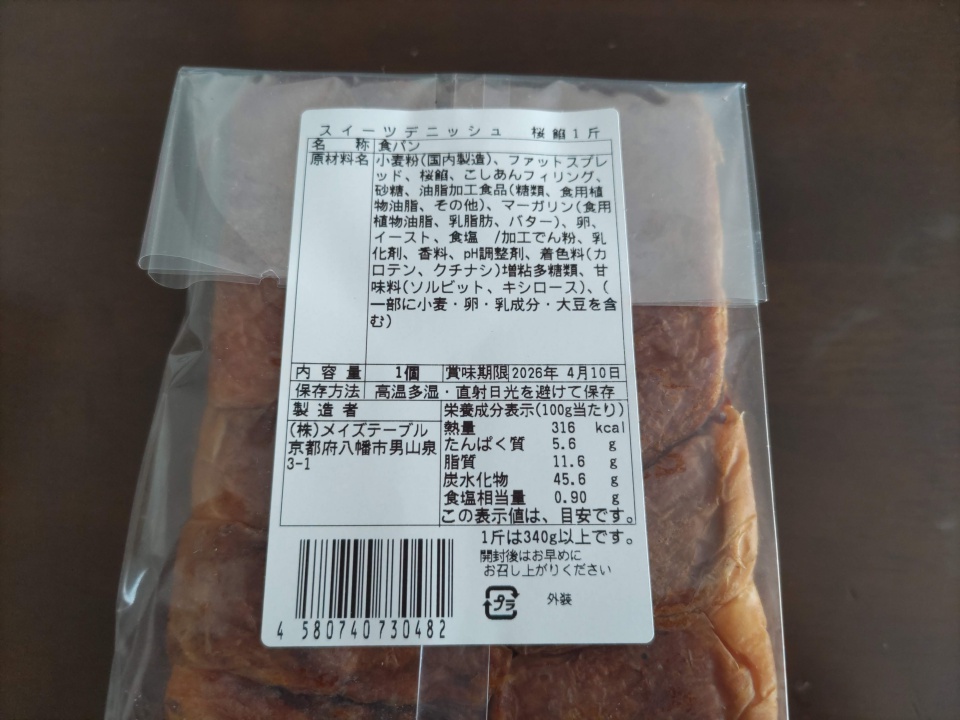 スイーツデニッシュ 桜餡1斤
名称 食パン
原材料名 小麦粉(国内製造)、ファットスプレ
ッド、桜餡、こしあんフィリング、
砂糖、油脂加工食品(糖類、食用植
物油脂、その他)、マーガリン(食用
植物油脂、乳脂肪、バター)、卵、
イースト、食塩 /加工でん粉、乳
化剤、香料、pH調整剤、着色料(カ
ロテン、クチナシ)増粘多糖類、甘
味料(ソルビット、キシロース)、(
一部に小麦・卵・乳成分・大豆を含
む)
内容量 1個 賞味期限 2026年 4月10日
保存方法 高温多湿・直射日光を避けて保存
製造者
(株)メイズテーブル
京都府八幡市男山泉
3-1
栄養成分表示(100g当たり)
熱量 316 kcal
たんぱく質 5.6 g
脂質 11.6 g
炭水化物 45.6 g
食塩相当量 0.90 g
この表示値は、目安です。
1斤は340g以上です。
開封後はお早めに
お召し上がりください
プラ 外装
4 580740 730482